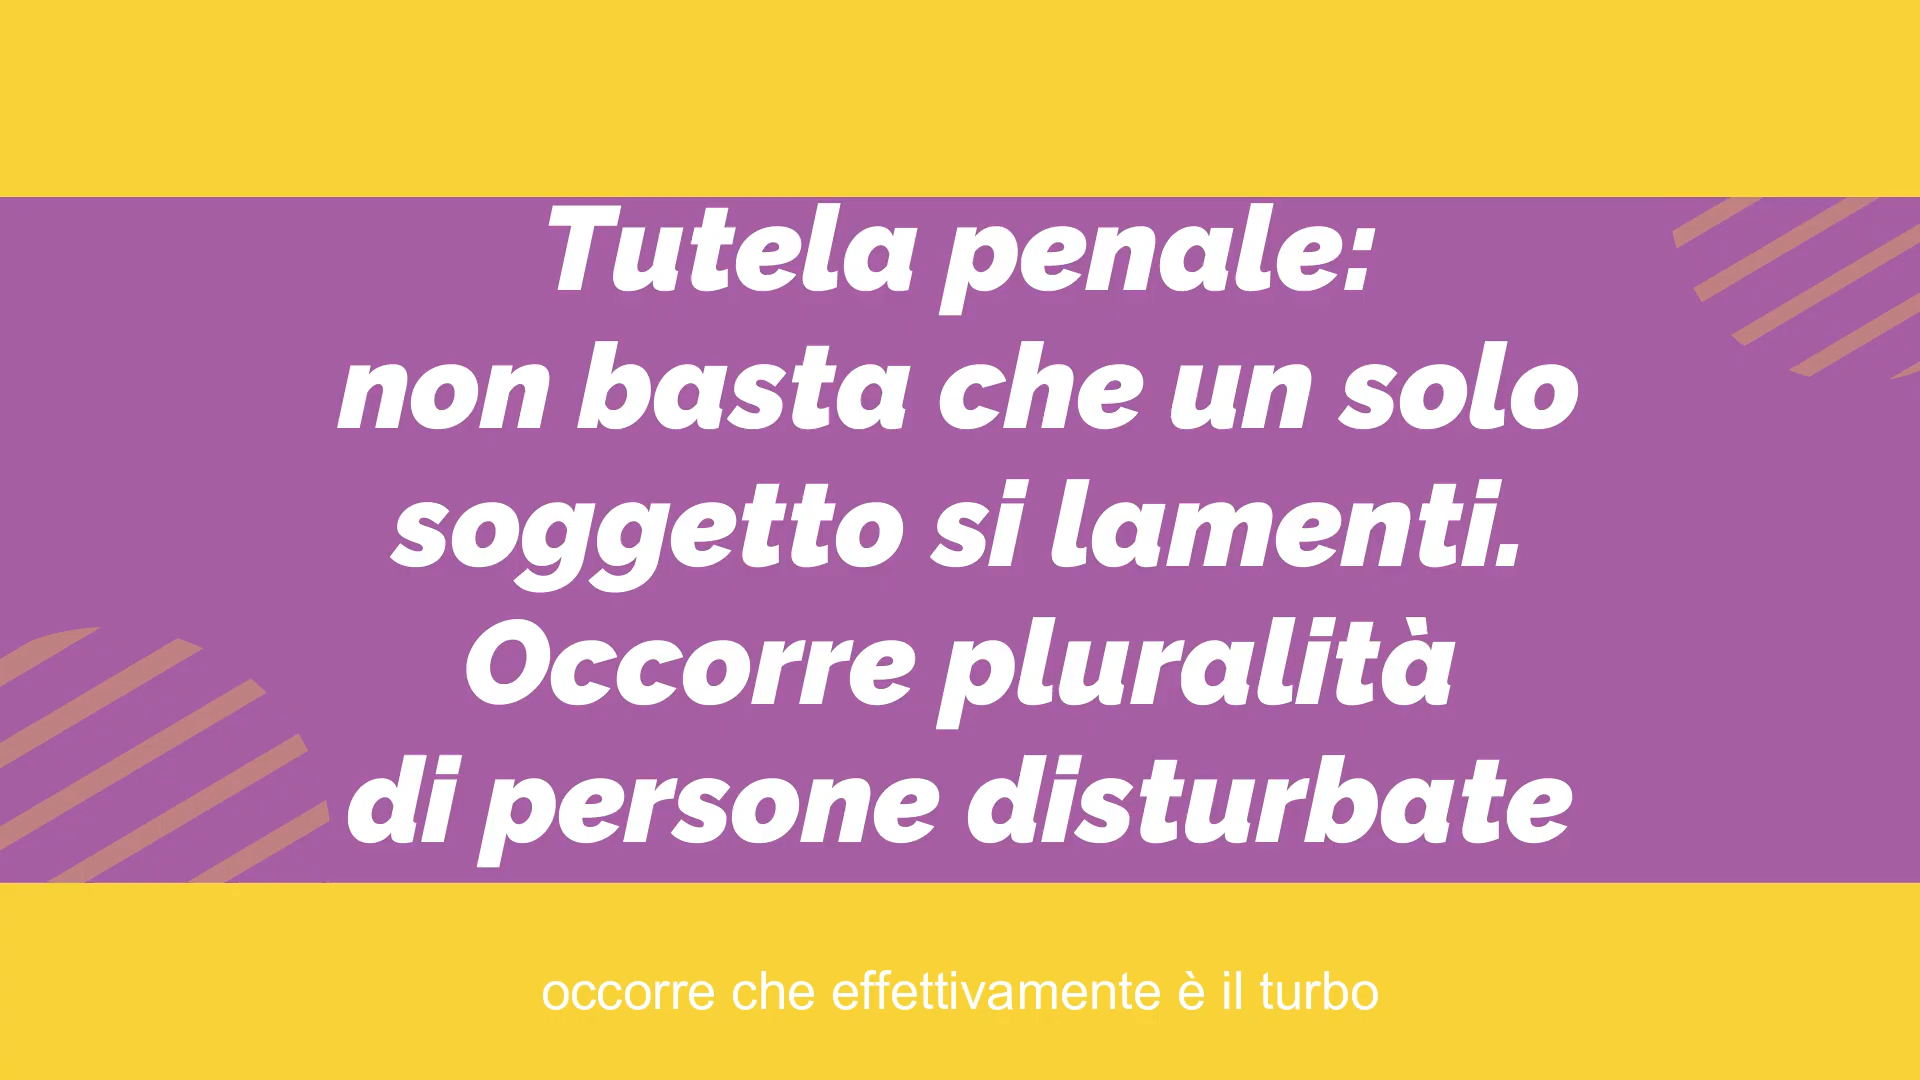 Tutela penale:
non basta che un solo
soggetto si lamenti.
Occorre pluralità
di persone disturbate
occorre che effettivamente è il turbo